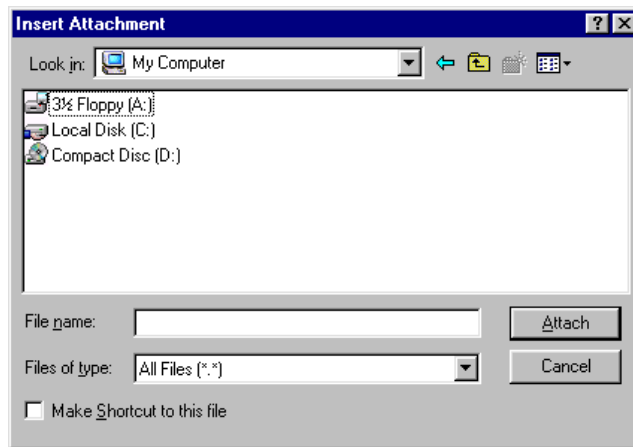 Insert Attachment
Look in: My Computer
3½ Floppy (A:)
Local Disk (C:)
Compact Disc (D:)
File name: Attach
Files of type: All Files (*.*) Cancel
Make Shortcut to this file